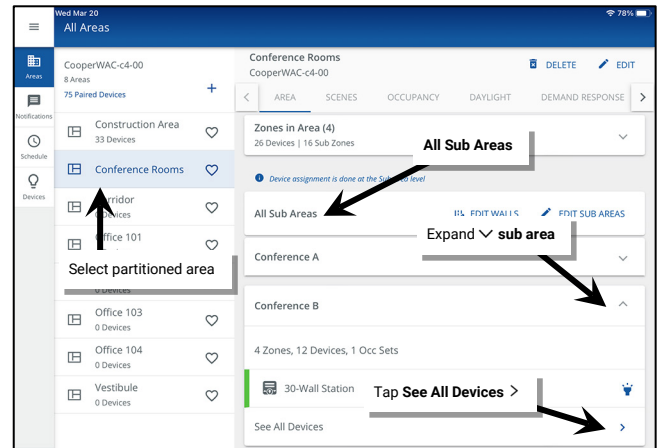 Wed Mar 20
78%
All Areas
Areas
Notifications
Schedule
Devices
CooperWAC-c4-00
8 Areas
75 Paired Devices
+
Construction Area
33 Devices
Conference Rooms
Corridor
Devices
Office 101
Select partitioned area
0 Devices
Office 103
0 Devices
Office 104
0 Devices
Vestibule
0 Devices
Conference Rooms
CooperWAC-c4-00
DELETE
EDIT
< AREA SCENES OCCUPANCY DAYLIGHT DEMAND RESPONSE >
Zones in Area (4)
26 Devices | 16 Sub Zones
All Sub Areas
Device assignment is done at the Sub Area level
All Sub Areas
EDIT WALLS
EDIT SUB AREAS
Expand ∨ sub area
Conference A
Conference B
4 Zones, 12 Devices, 1 Occ Sets
30-Wall Station
Tap See All Devices >
See All Devices >